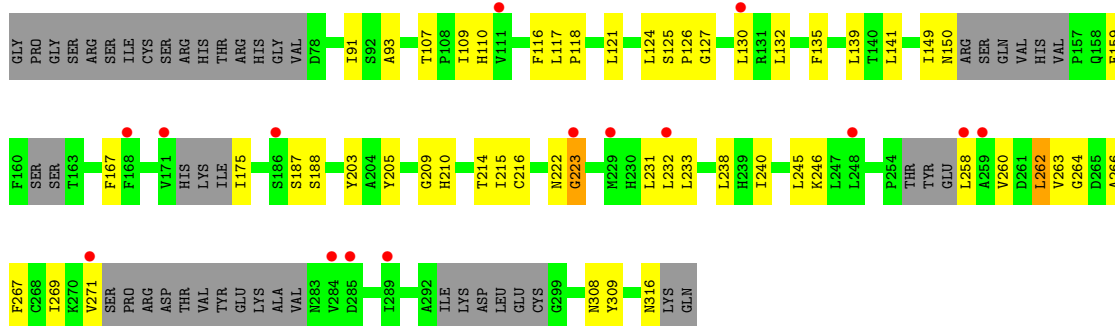 GLY PRO GLY SER ARG SER ILE CYS SER ARG HIS THR ARG HIS GLY VAL D78 I91 S92 A93 T107 P108 I109 H110 V111 F116 L117 P118 L121 L124 S125 P126 G127 L130 R131 L132 F135 L139 T140 L141 I149 N150 ARG SER GLN VAL HIS VAL P157 Q158 F159
F160 SER SER T163 F167 F168 V171 HIS LYS ILE I175 S186 S187 S188 Y203 A204 Y205 G209 H210 T214 I215 C216 N222 G223 M229 H230 L231 L232 L233 L238 H239 I240 L245 K246 L247 L248 P254 THR TYR GLU L258 A259 V260 D261 L262 V263 G264 D265 A266
F267 C268 I269 K270 V271 SER PRO ARG ASP THR VAL TYR GLU LYS ALA VAL N283 V284 D285 I289 A292 ILE LYS ASP LEU GLU CYS G299 N308 Y309 N316 LYS GLN